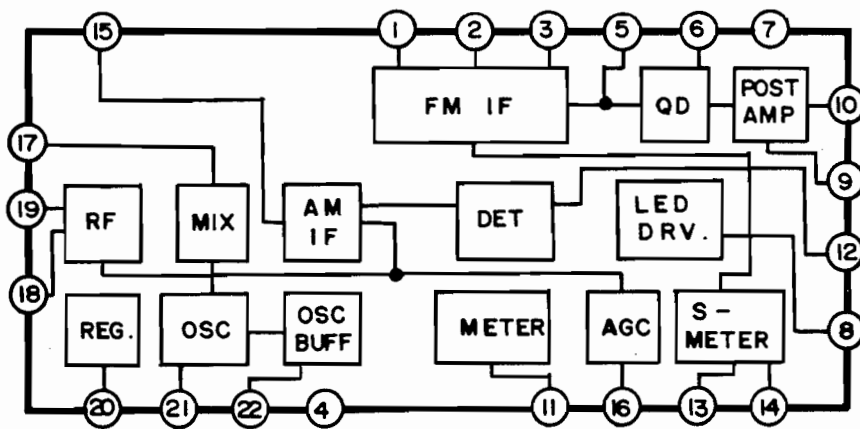 15 1 2 3 5 6 7
FM IF
QD
POST
AMP
10
17
9
19
RF
MIX
AM
IF
DET
LED
DRV.
12
18
REG.
OSC
OSC
BUFF
METER
AGC
S-
METER
8
20 21 22 4 11 16 13 14